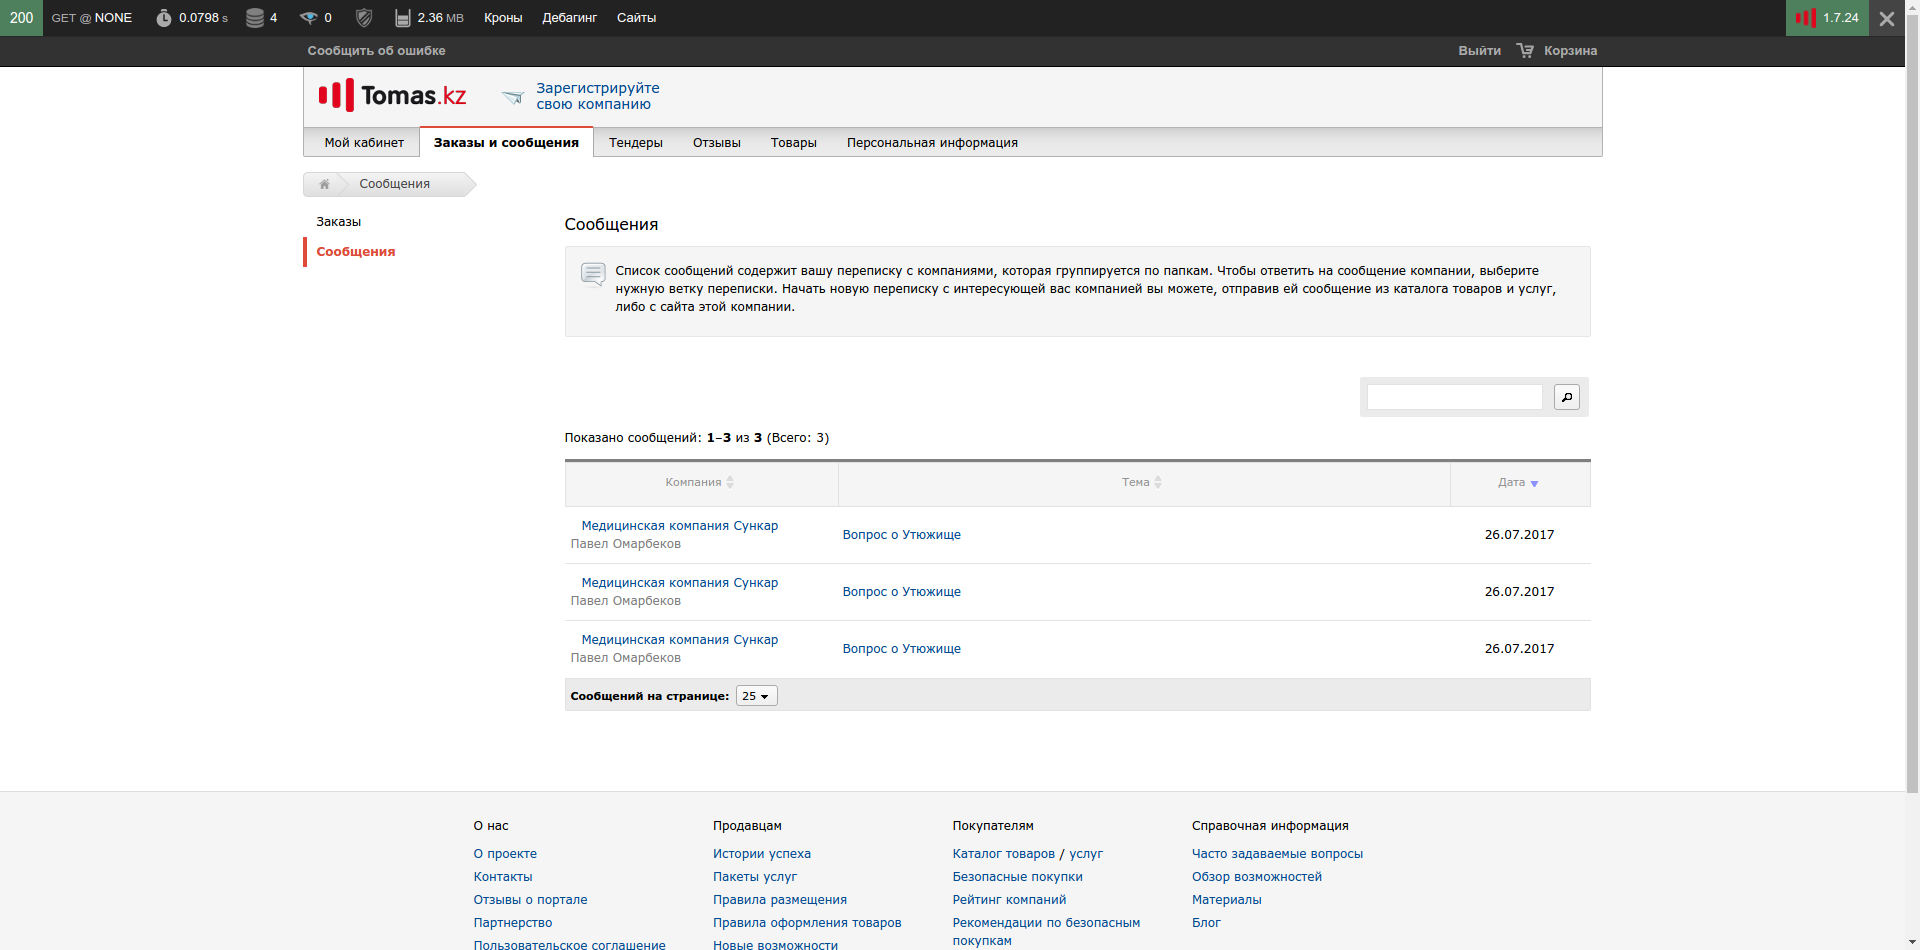 200 GET @ NONE 0.0798 s 4 0 2.36 MB Кроны Дебагинг Сайты 1.7.24
Сообщить об ошибке Выйти Корзина
Tomas.kz
Зарегистрируйте
свою компанию
Мой кабинет Заказы и сообщения Тендеры Отзывы Товары Персональная информация
Сообщения
Заказы
Сообщения
Сообщения
Список сообщений содержит вашу переписку с компаниями, которая группируется по папкам. Чтобы ответить на сообщение компании, выберите
нужную ветку переписки. Начать новую переписку с интересующей вас компанией вы можете, отправив ей сообщение из каталога товаров и услуг,
либо с сайта этой компании.
Показано сообщений: 1–3 из 3 (Всего: 3)
Компания Тема Дата
Медицинская компания Сункар
Павел Омарбеков
Вопрос о Утюжище
26.07.2017
Медицинская компания Сункар
Павел Омарбеков
Вопрос о Утюжище
26.07.2017
Медицинская компания Сункар
Павел Омарбеков
Вопрос о Утюжище
26.07.2017
Сообщений на странице: 25
О нас
О проекте
Контакты
Отзывы о портале
Партнерство
Пользовательское соглашение
Продавцам
Истории успеха
Пакеты услуг
Правила размещения
Правила оформления товаров
Новые возможности
Покупателям
Каталог товаров / услуг
Безопасные покупки
Рейтинг компаний
Рекомендации по безопасным
покупкам
Справочная информация
Часто задаваемые вопросы
Обзор возможностей
Материалы
Блог